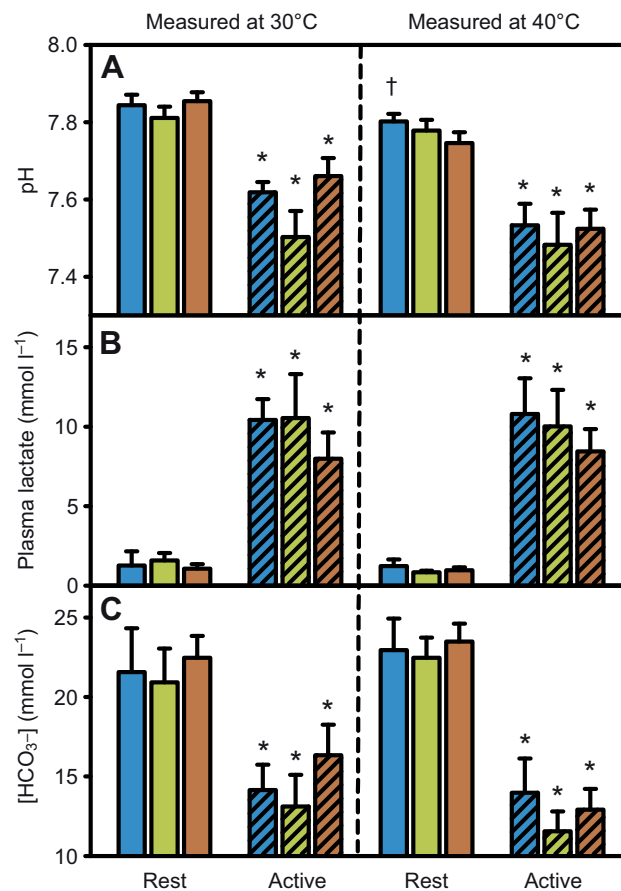 Measured at 30°C
Measured at 40°C
A
pH
8.0
7.8
7.6
7.4
†
* * *
* * *
B
Plasma lactate (mmol l⁻¹)
15
10
5
0
* * *
* * *
C
[HCO₃–] (mmol l⁻¹)
25
20
15
10
* * *
* * *
Rest Active Rest Active